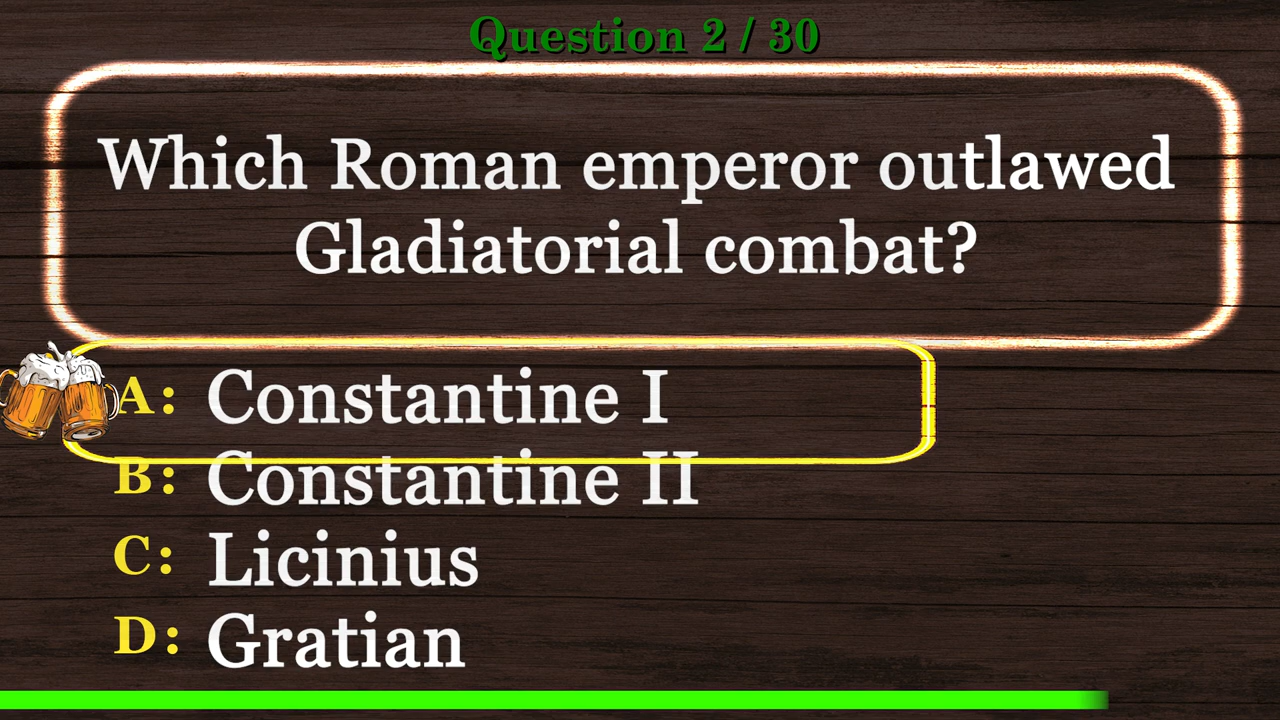 Question 2 / 30
Which Roman emperor outlawed
Gladiatorial combat?
A: Constantine I
B: Constantine II
C: Licinius
D: Gratian